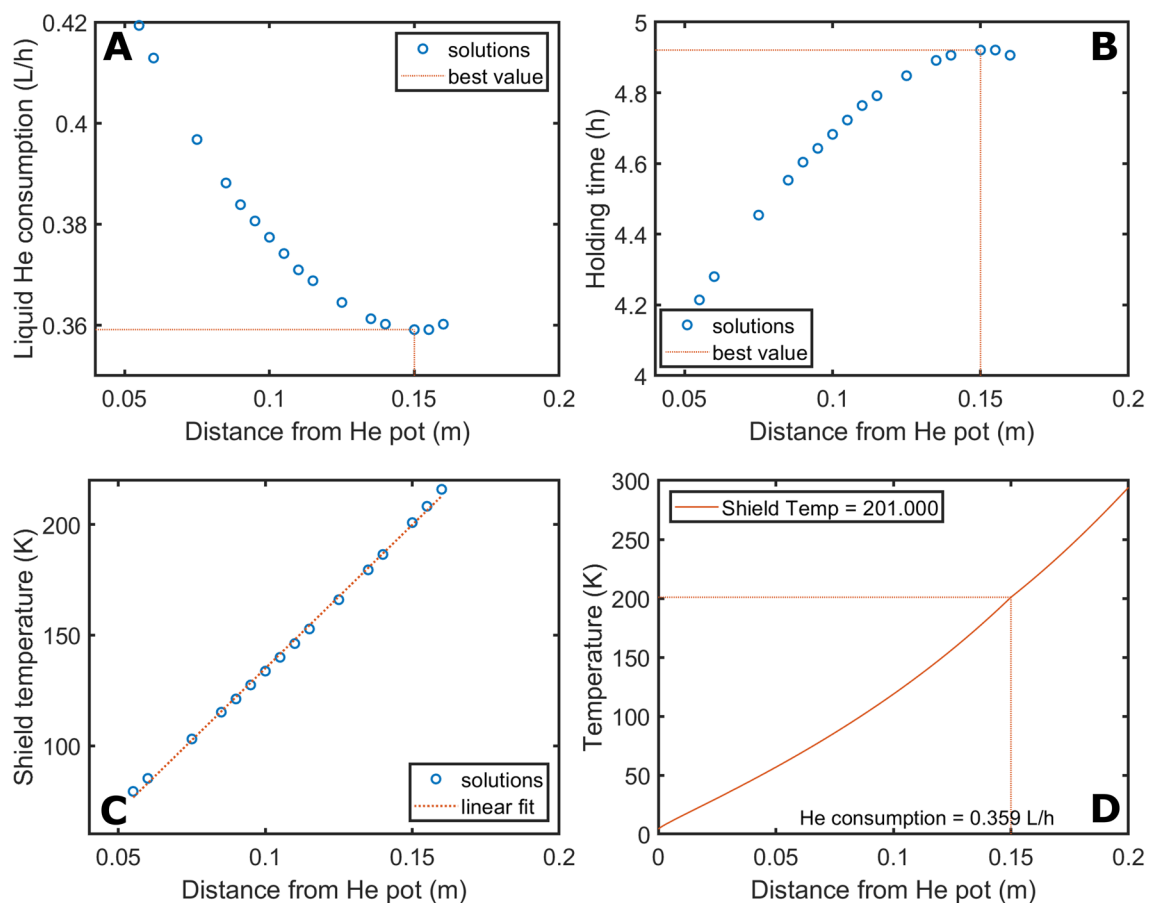 A
Liquid He consumption (L/h)
0.42
0.4
0.38
0.36
solutions
best value
0.05
0.1
0.15
0.2
Distance from He pot (m)
B
Holding time (h)
5
4.8
4.6
4.4
4.2
4
solutions
best value
0.05
0.1
0.15
0.2
Distance from He pot (m)
C
Shield temperature (K)
200
150
100
solutions
linear fit
0.05
0.1
0.15
0.2
Distance from He pot (m)
D
Temperature (K)
300
250
200
150
100
50
0
Shield Temp = 201.000
He consumption = 0.359 L/h
0
0.05
0.1
0.15
0.2
Distance from He pot (m)